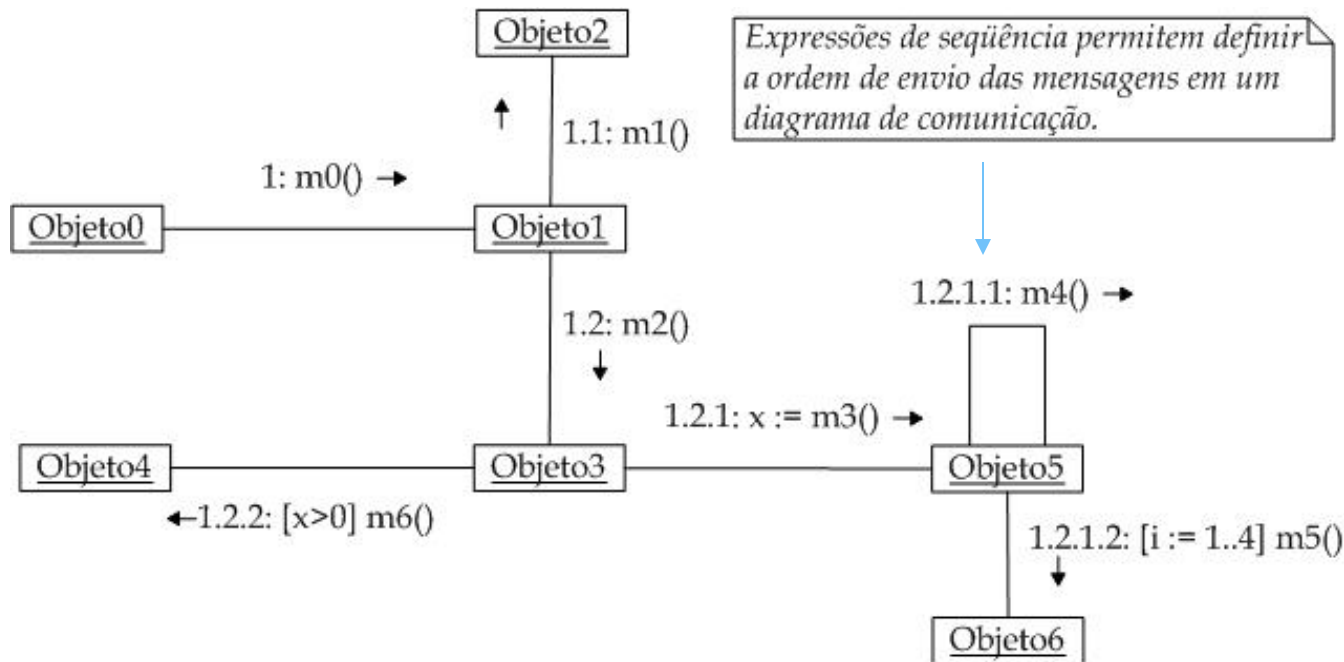 Objeto2
Expressões de seqüência permitem definir
a ordem de envio das mensagens em um
diagrama de comunicação.
1.1: m1()
1: m0()
Objeto0
Objeto1
1.2.1.1: m4()
1.2: m2()
1.2.1: x := m3()
Objeto4
Objeto3
Objeto5
1.2.2: [x>0] m6()
1.2.1.2: [i := 1..4] m5()
Objeto6